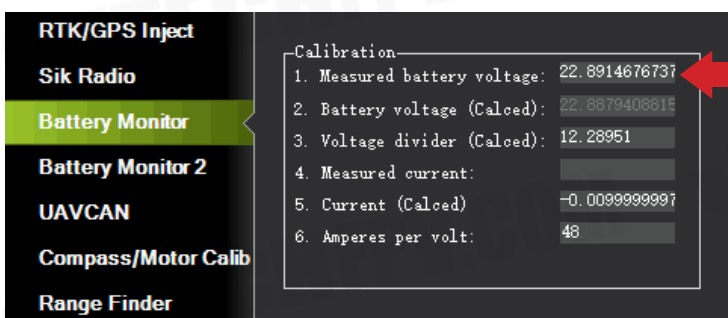 RTK/GPS Inject
Sik Radio
Battery Monitor
Battery Monitor 2
UAVCAN
Compass/Motor Calib
Range Finder
Calibration
1. Measured battery voltage: 22.8914676737
2. Battery voltage (Calced): 22.8879408815
3. Voltage divider (Calced): 12.28951
4. Measured current:
5. Current (Calced) -0.0099999997
6. Amperes per volt: 48